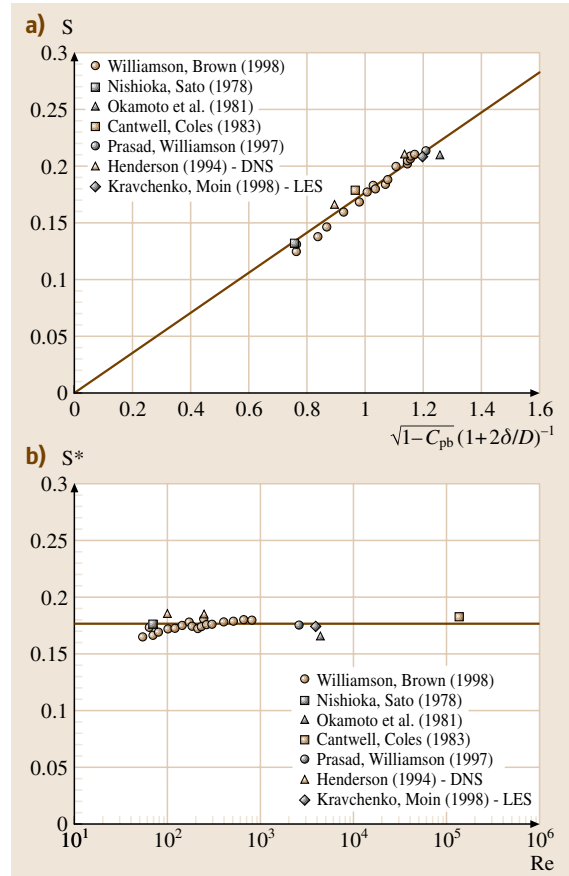 a) S
0.3
Williamson, Brown (1998)
Nishioka, Sato (1978)
Okamoto et al. (1981)
Cantwell, Coles (1983)
Prasad, Williamson (1997)
Henderson (1994) - DNS
Kravchenko, Moin (1998) - LES
0.25
0.2
0.15
0.1
0.05
0
0 0.2 0.4 0.6 0.8 1 1.2 1.4 1.6
√1–Cpb (1+2δ/D)–1
b) S*
0.3
0.25
0.2
0.15
Williamson, Brown (1998)
Nishioka, Sato (1978)
Okamoto et al. (1981)
Cantwell, Coles (1983)
Prasad, Williamson (1997)
Henderson (1994) - DNS
Kravchenko, Moin (1998) - LES
0.1
0.05
0
10¹ 10² 10³ 10⁴ 10⁵ 10⁶
Re